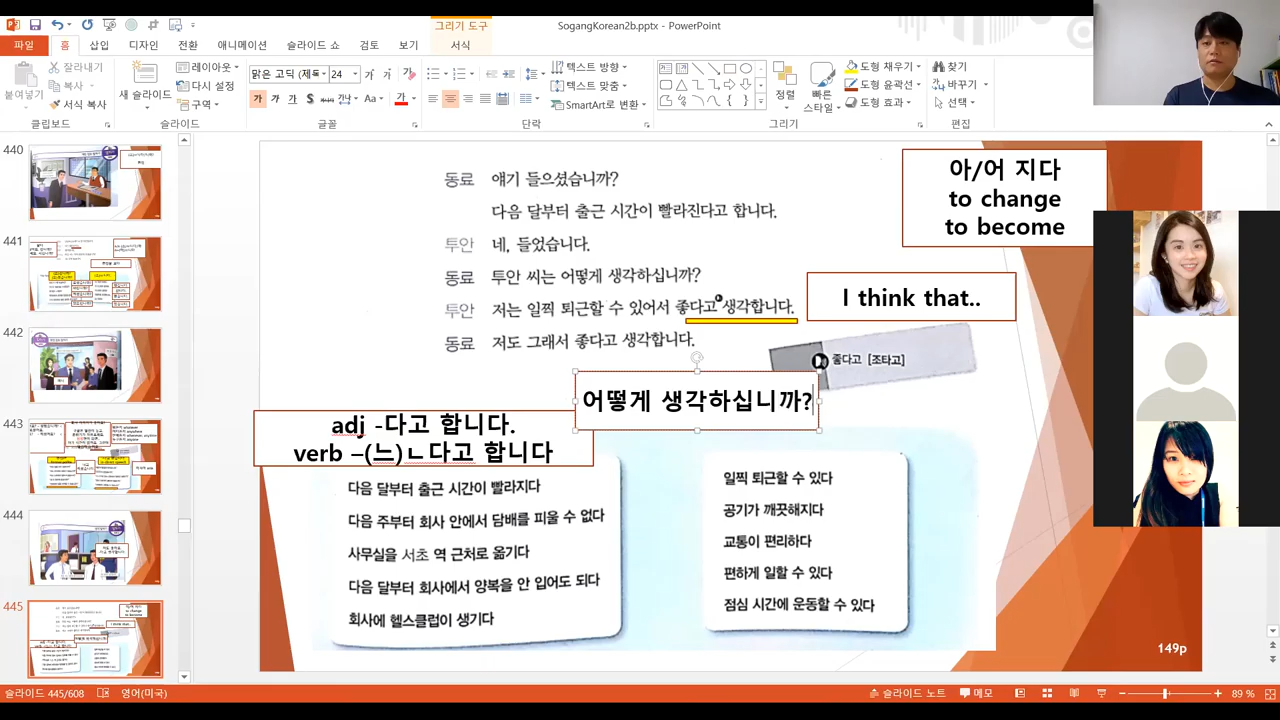 SogangKorean2b.pptx - PowerPoint
그리기 도구
파일
홈
삽입
디자인
전환
애니메이션
슬라이드 쇼
검토
보기
서식
붙여넣기
잘라내기
복사
서식 복사
클립보드
새 슬라이드
레이아웃
다시 설정
구역
슬라이드
맑은 고딕 (제목
24
글꼴
텍스트 방향
텍스트 맞춤
SmartArt로 변환
단락
정렬
빠른 스타일
도형 채우기
도형 윤곽선
도형 효과
그리기
찾기
바꾸기
선택
편집
440
441
442
443
444
445
동료 얘기 들으셨습니까?
다음 달부터 출근 시간이 빨라진다고 합니다.
투안 네, 들었습니다.
동료 투안 씨는 어떻게 생각하십니까?
투안 저는 일찍 퇴근할 수 있어서 좋다고 생각합니다.
동료 저도 그래서 좋다고 생각합니다.
아/어 지다
to change
to become
I think that..
좋다고 [조타고]
어떻게 생각하십니까?
adj -다고 합니다.
verb –(느)ㄴ다고 합니다
다음 달부터 출근 시간이 빨라지다
다음 주부터 회사 안에서 담배를 피울 수 없다
사무실을 서초 역 근처로 옮기다
다음 달부터 회사에서 양복을 안 입어도 되다
회사에 헬스클럽이 생기다
일찍 퇴근할 수 있다
공기가 깨끗해지다
교통이 편리하다
편하게 일할 수 있다
점심 시간에 운동할 수 있다
149p
슬라이드 445/608
영어(미국)
슬라이드 노트
메모
89 %